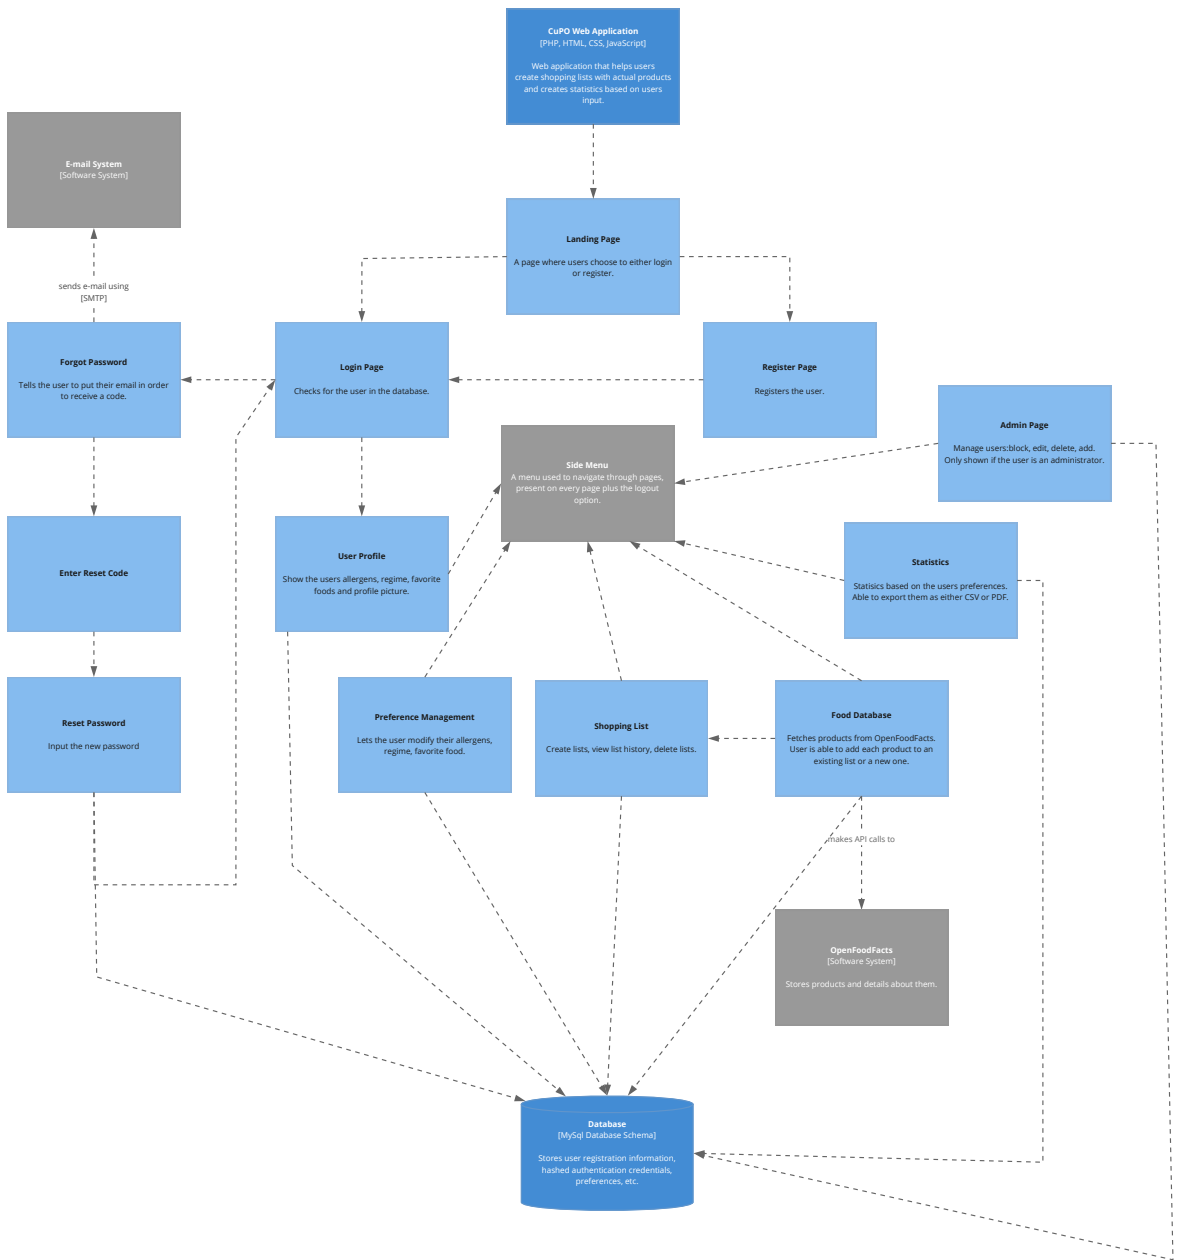 CuPO Web Application
[PHP, HTML, CSS, JavaScript]
Web application that helps users
create shopping lists with actual products
and creates statistics based on users
input.
E-mail System
[Software System]
Landing Page
A page where users choose to either login
or register.
sends e-mail using
[SMTP]
Forgot Password
Tells the user to put their email in order
to receive a code.
Login Page
Checks for the user in the database.
Register Page
Registers the user.
Admin Page
Manage users:block, edit, delete, add.
Only shown if the user is an administrator.
Side Menu
A menu used to navigate through pages,
present on every page plus the logout
option.
Enter Reset Code
User Profile
Show the users allergens, regime, favorite
foods and profile picture.
Statistics
Statisics based on the users preferences.
Able to export them as either CSV or PDF.
Reset Password
Input the new password
Preference Management
Lets the user modify their allergens,
regime, favorite food.
Shopping List
Create lists, view list history, delete lists.
Food Database
Fetches products from OpenFoodFacts.
User is able to add each product to an
existing list or a new one.
makes API calls to
OpenFoodFacts
[Software System]
Stores products and details about them.
Database
[MySql Database Schema]
Stores user registration information,
hashed authentication credentials,
preferences, etc.